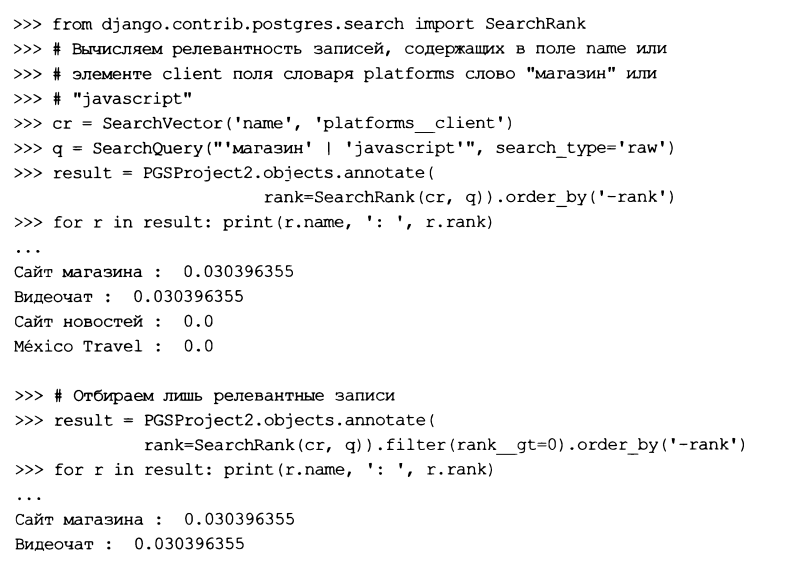 >>> from django.contrib.postgres.search import SearchRank
>>> # Вычисляем релевантность записей, содержащих в поле name или
>>> # элементе client поля словаря platforms слово "магазин" или
>>> # "javascript"
>>> cr = SearchVector('name', 'platforms__client')
>>> q = SearchQuery("'магазин' | 'javascript'", search_type='raw')
>>> result = PGSProject2.objects.annotate(
rank=SearchRank(cr, q)).order_by('-rank')
>>> for r in result: print(r.name, ': ', r.rank)
...
Сайт магазина :  0.030396355
Видеочат :  0.030396355
Сайт новостей :  0.0
México Travel :  0.0
>>> # Отбираем лишь релевантные записи
>>> result = PGSProject2.objects.annotate(
rank=SearchRank(cr, q)).filter(rank__gt=0).order_by('-rank')
>>> for r in result: print(r.name, ': ', r.rank)
...
Сайт магазина :  0.030396355
Видеочат :  0.030396355